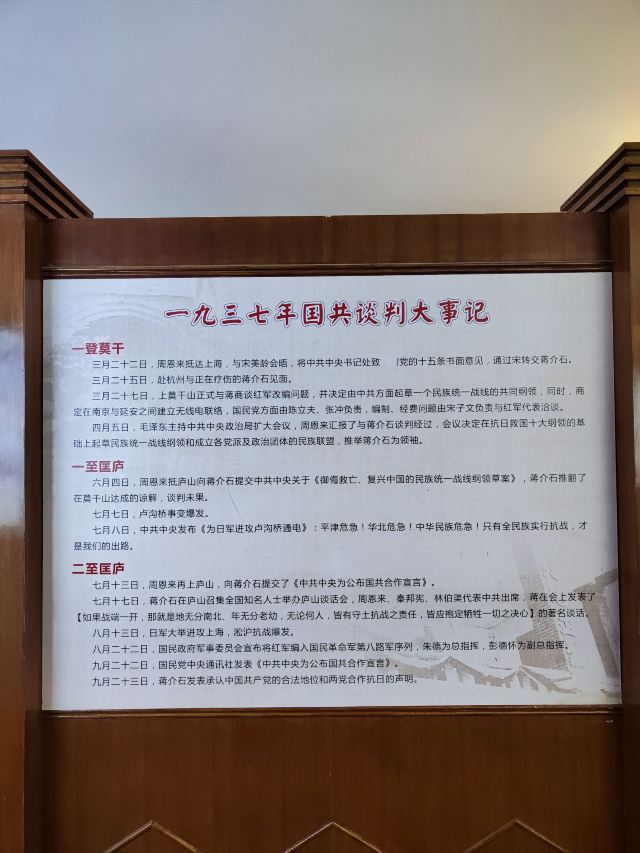 一九三七年国共谈判大事记
一登莫干
三月二十二日，周恩来抵达上海，与宋美龄会晤，将中共中央书记处致 党的十五条书面意见，通过宋转交蒋介石。
三月二十五日，赴杭州与正在疗伤的蒋介石见面。
三月二十七日，上莫干山正式与蒋商谈红军改编问题，并决定由中共方面起草一个民族统一战线的共同纲领，同时，商
定在南京与延安之间建立无线电联络，国民党方面由陈立夫、张冲负责，编制、经费问题由宋子文负责与红军代表洽谈。
四月五日，毛泽东主持中共中央政治局扩大会议，周恩来汇报了与蒋介石谈判经过，会议决定在抗日救国十大纲领的基
础上起草民族统一战线纲领和成立各党派及政治团体的民族联盟，推举蒋介石为领袖。
一至匡庐
六月四日，周恩来抵庐山向蒋介石提交中共中央关于《御侮救亡、复兴中国的民族统一战线纲领草案》，蒋介石推翻了
在莫干山达成的谅解，谈判未果。
七月七日，卢沟桥事变爆发。
七月八日，中共中央发布《为日军进攻卢沟桥通电》：平津危急！华北危急！中华民族危急！只有全民族实行抗战，才
是我们的出路。
二至匡庐
七月十三日，周恩来再上庐山，向蒋介石提交了《中共中央为公布国共合作宣言》。
七月十七日，蒋介石在庐山召集全国知名人士举办庐山谈话会，周恩来、秦邦宪、林伯渠代表中共出席，蒋在会上发表了
【如果战端一开，那就是地无分南北、年无分老幼，无论何人，皆有守土抗战之责任，皆应抱定牺牲一切之决心】的著名谈话。
八月十三日，日军大举进攻上海，淞沪抗战爆发。
八月二十二日，国民政府军事委员会宣布将红军编入国民革命军第八路军序列，朱德为总指挥，彭德怀为副总指挥。
九月二十二日，国民党中央通讯社发表《中共中央为公布国共合作宣言》。
九月二十三日，蒋介石发表承认中国共产党的合法地位和两党合作抗日的声明。